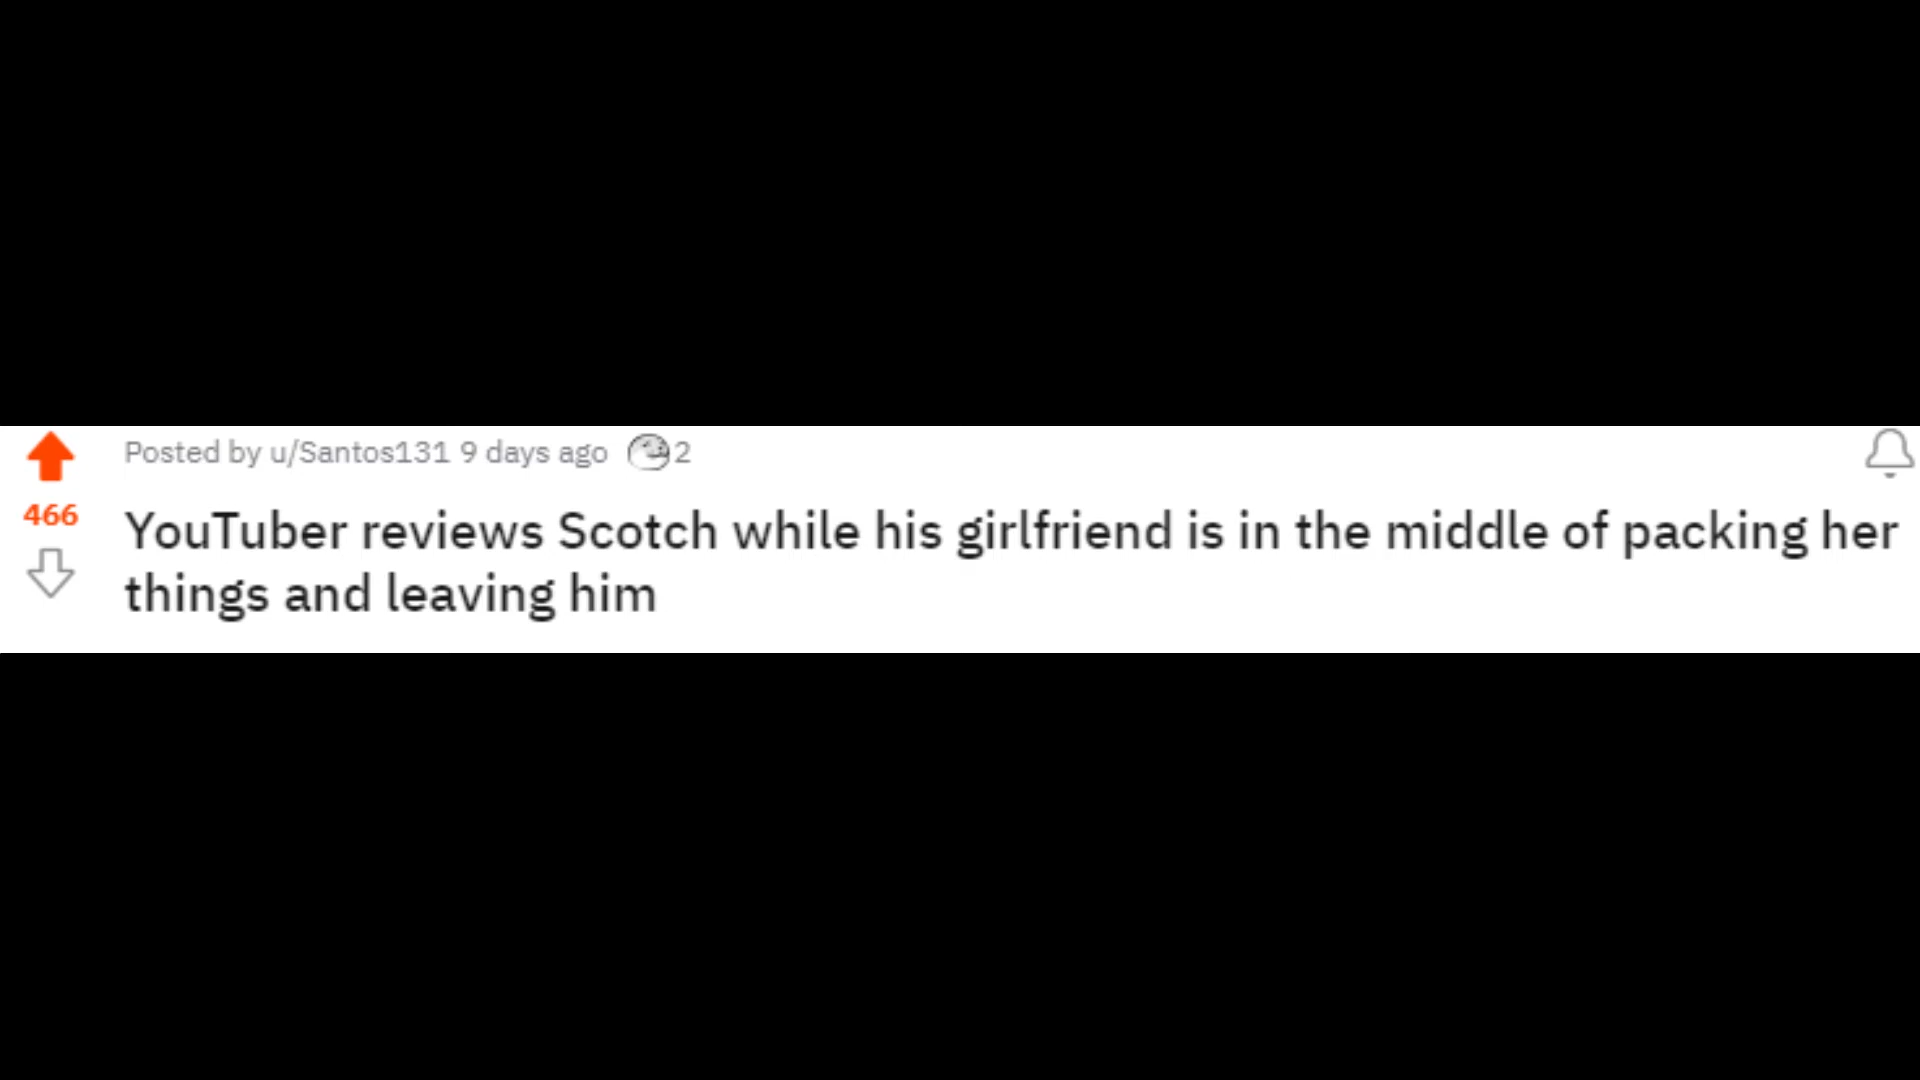 Posted by u/Santos131 9 days ago 2
466
YouTuber reviews Scotch while his girlfriend is in the middle of packing her
things and leaving him